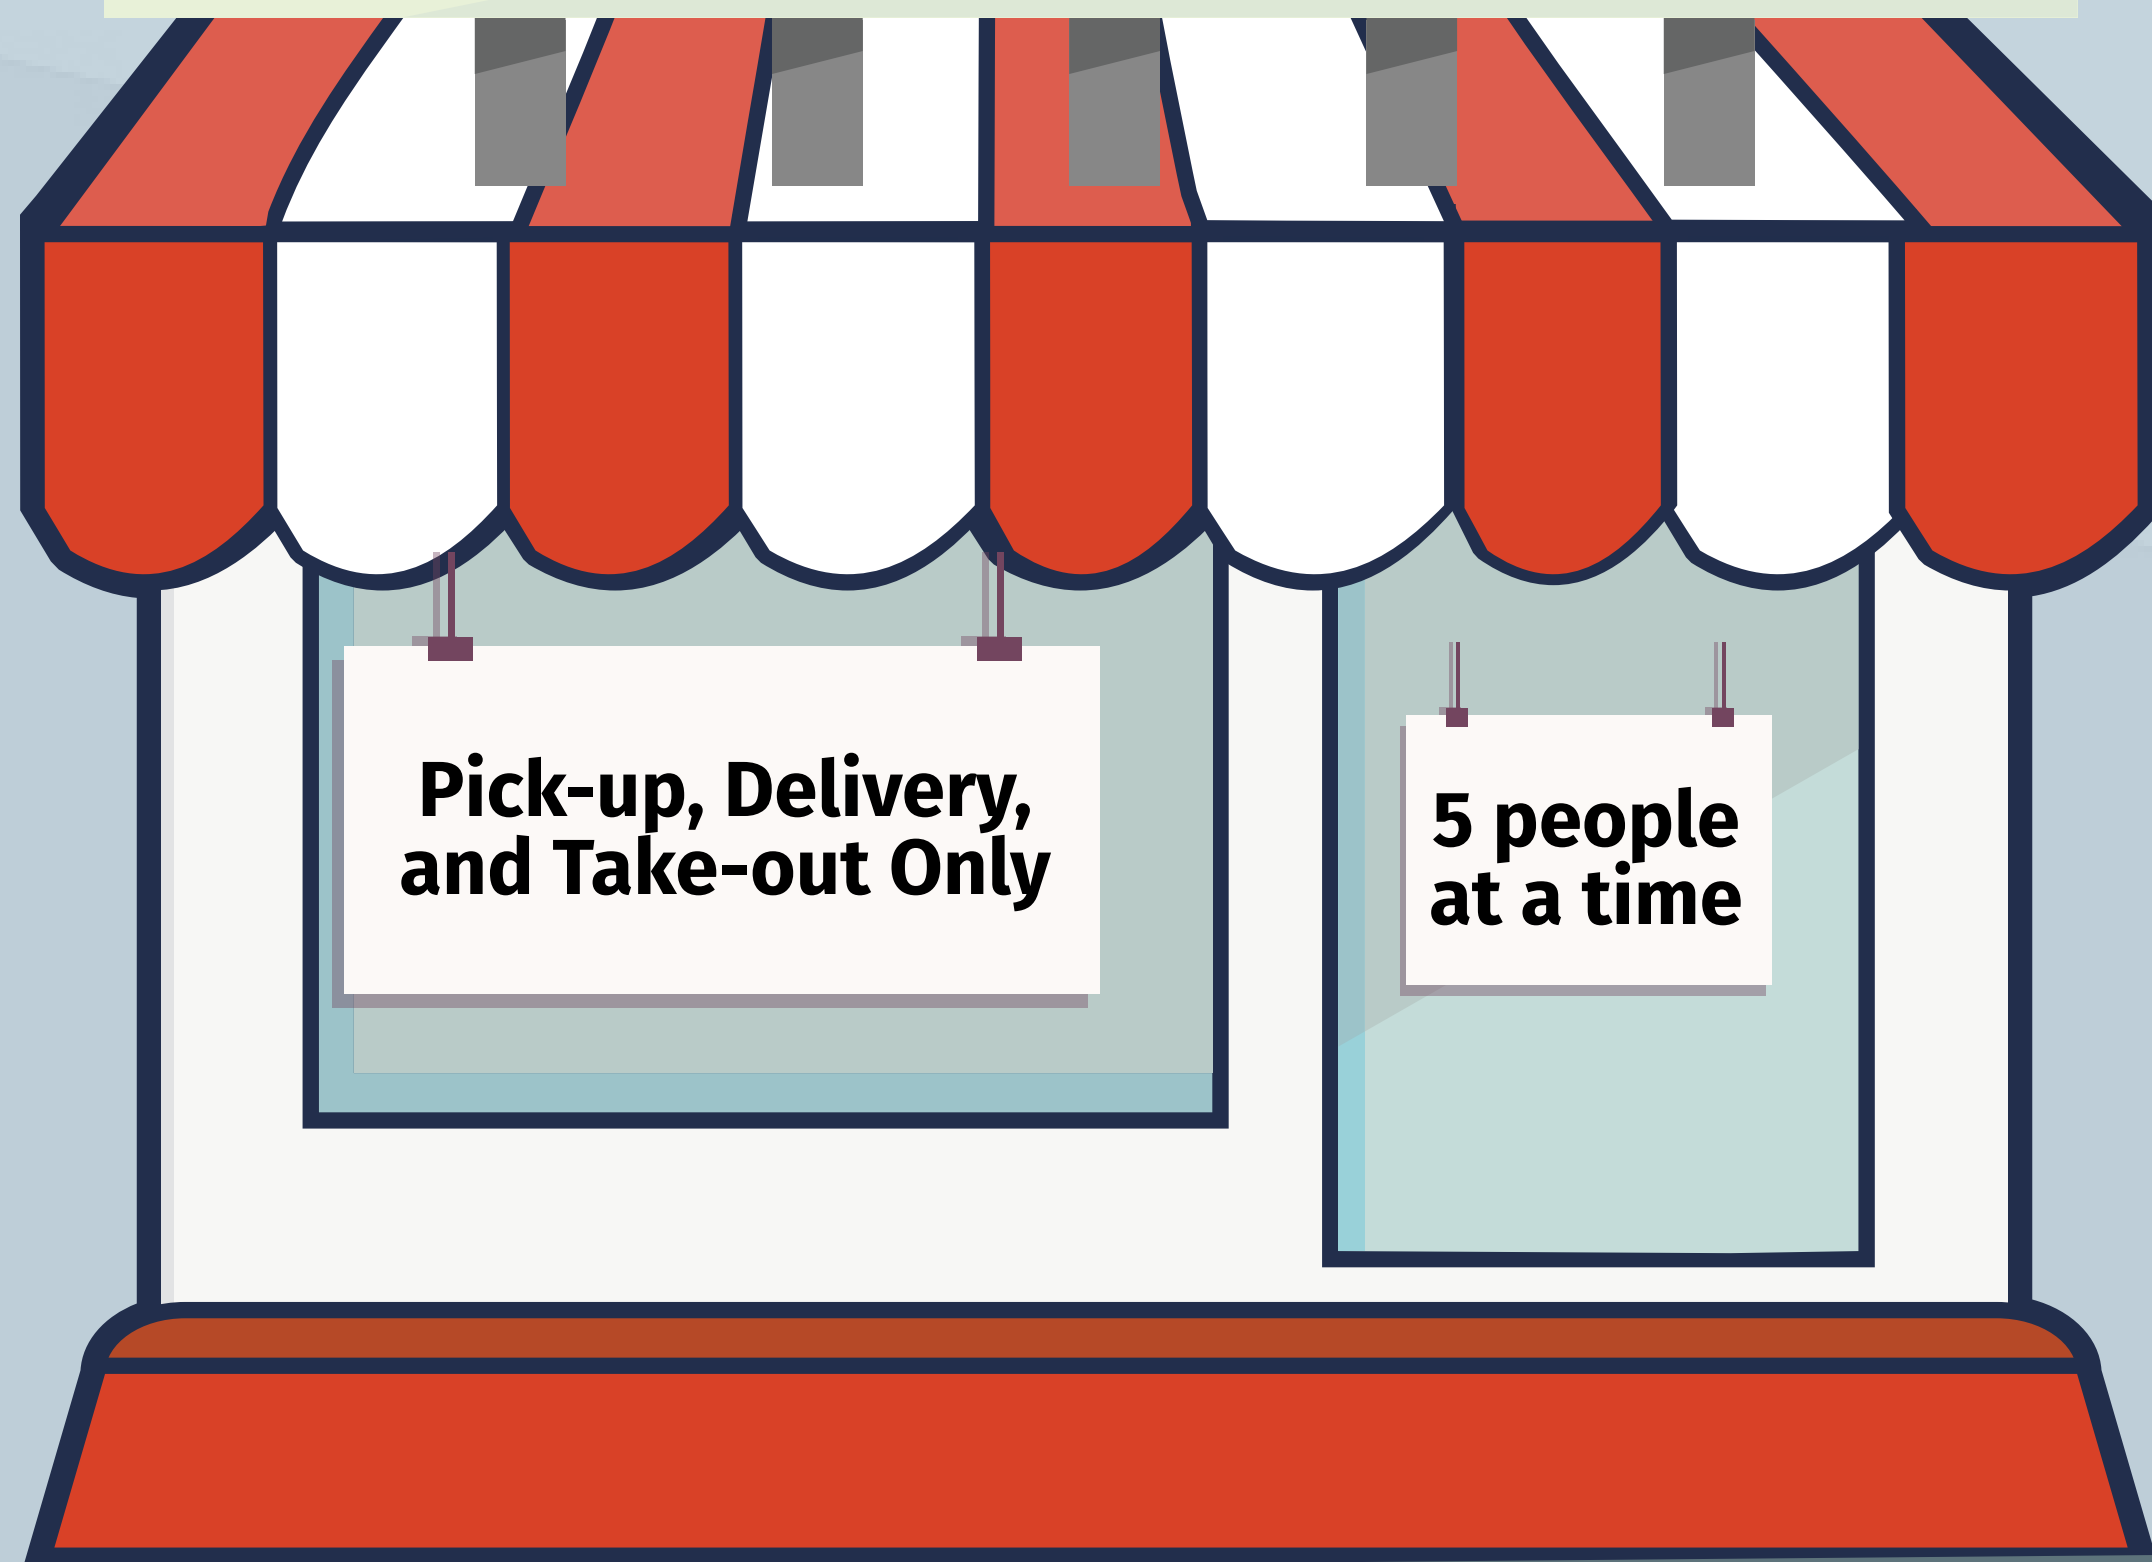 Pick-up, Delivery,
and Take-out Only
5 people
at a time